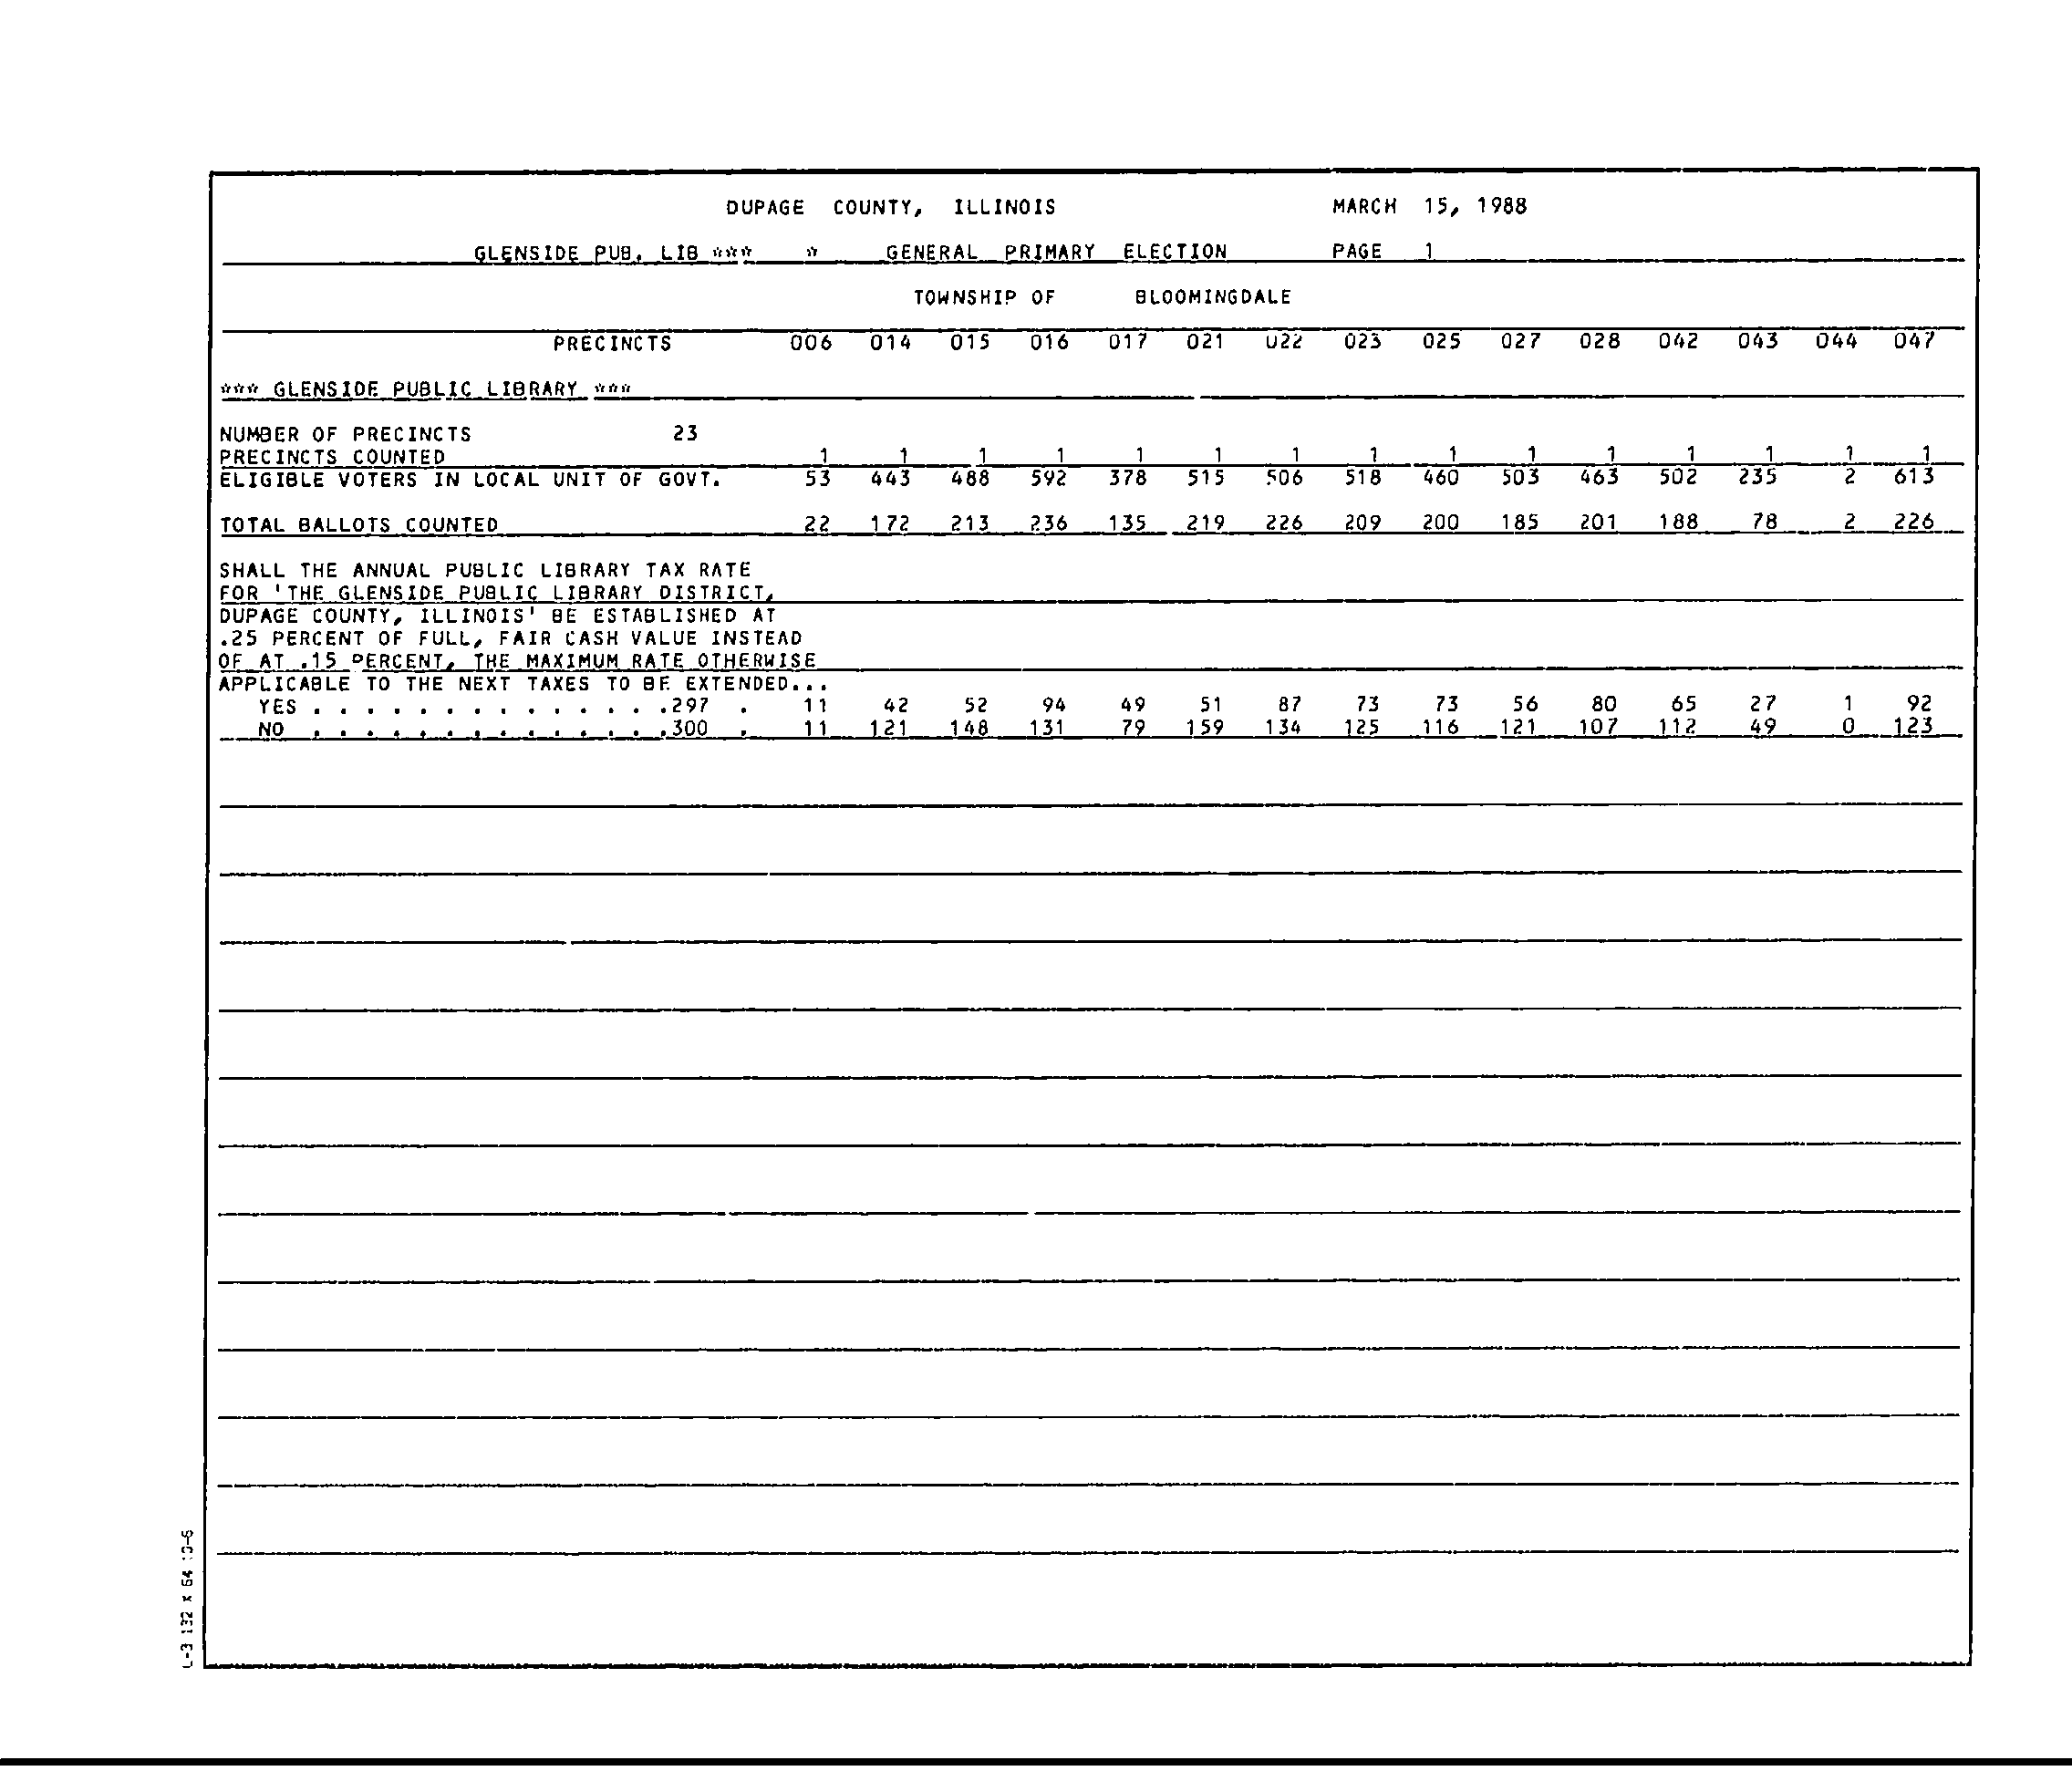 DUPAGE COUNTY, ILLINOIS MARCH 15, 1988
GLENSIDE PUB. LIB *** * GENERAL PRIMARY ELECTION PAGE 1
TOWNSHIP OF BLOOMINGDALE
PRECINCTS 006 014 015 016 017 021 022 023 025 027 028 042 043 044 047
*** GLENSIDE PUBLIC LIBRARY ***
NUMBER OF PRECINCTS 23
PRECINCTS COUNTED 1 1 1 1 1 1 1 1 1 1 1 1 1 1 1
ELIGIBLE VOTERS IN LOCAL UNIT OF GOVT. 53 443 488 592 378 515 506 518 460 503 463 502 235 2 613
TOTAL BALLOTS COUNTED 22 172 213 236 135 219 226 209 200 185 201 188 78 2 226
SHALL THE ANNUAL PUBLIC LIBRARY TAX RATE
FOR 'THE GLENSIDE PUBLIC LIBRARY DISTRICT,
DUPAGE COUNTY, ILLINOIS' BE ESTABLISHED AT
.25 PERCENT OF FULL, FAIR CASH VALUE INSTEAD
OF AT .15 PERCENT, THE MAXIMUM RATE OTHERWISE
APPLICABLE TO THE NEXT TAXES TO BE EXTENDED...
YES . . . . . . . . . . . . . .297 . 11 42 52 94 49 51 87 73 73 56 80 65 27 1 92
NO . . . . . . . . . . . . . .300 . 11 121 148 131 79 159 134 125 116 121 107 112 49 0 123
L-3 132 x 64 10-6